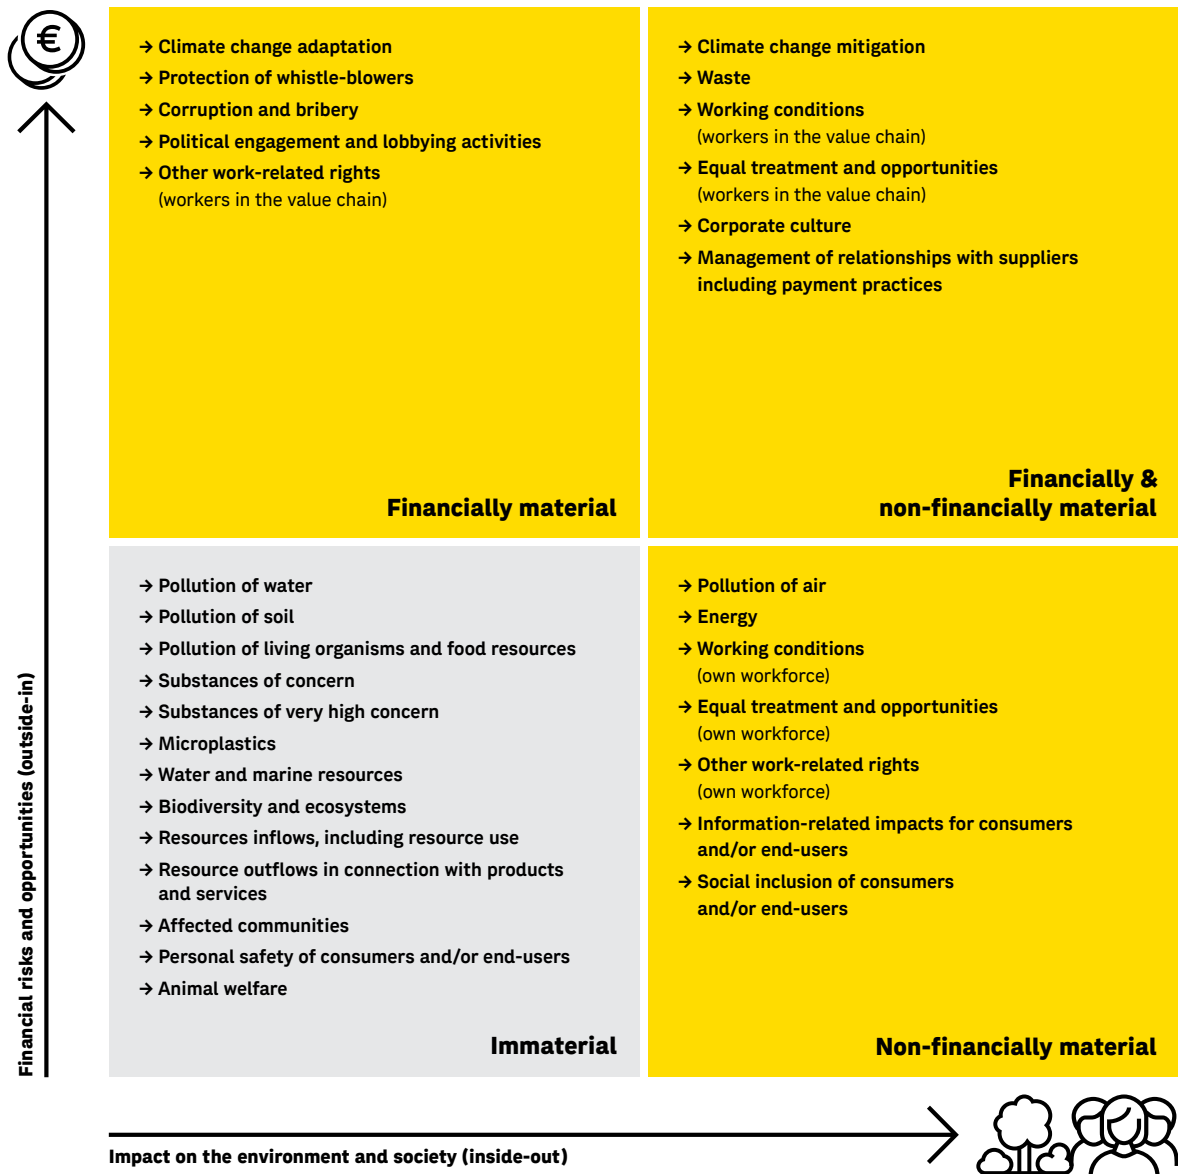 €
→ Climate change adaptation
→ Protection of whistle-blowers
→ Corruption and bribery
→ Political engagement and lobbying activities
→ Other work-related rights
(workers in the value chain)
Financially material
→ Climate change mitigation
→ Waste
→ Working conditions
(workers in the value chain)
→ Equal treatment and opportunities
(workers in the value chain)
→ Corporate culture
→ Management of relationships with suppliers
including payment practices
Financially &
non-financially material
→ Pollution of water
→ Pollution of soil
→ Pollution of living organisms and food resources
→ Substances of concern
→ Substances of very high concern
→ Microplastics
→ Water and marine resources
→ Biodiversity and ecosystems
→ Resources inflows, including resource use
→ Resource outflows in connection with products
and services
→ Affected communities
→ Personal safety of consumers and/or end-users
→ Animal welfare
Immaterial
→ Pollution of air
→ Energy
→ Working conditions
(own workforce)
→ Equal treatment and opportunities
(own workforce)
→ Other work-related rights
(own workforce)
→ Information-related impacts for consumers
and/or end-users
→ Social inclusion of consumers
and/or end-users
Non-financially material
Financial risks and opportunities (outside-in)
Impact on the environment and society (inside-out)